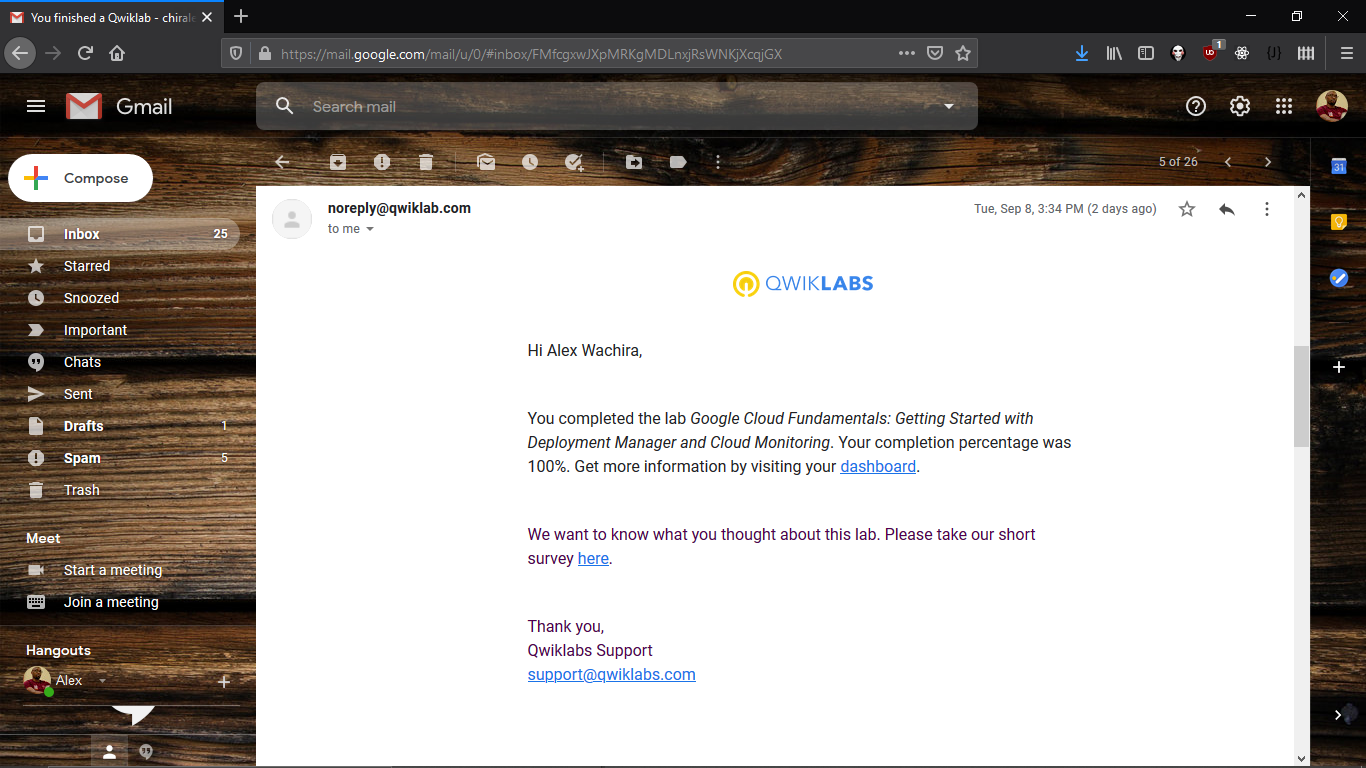 You finished a Qwiklab - chirale
https://mail.google.com/mail/u/0/#inbox/FMfcgxwJXpMRKgMDLnxjRsWNKjXcqjGX
1
UD
{J}
Gmail
Search mail
Compose
5 of 26
31
Inbox 25
Starred
Snoozed
Important
Chats
Sent
Drafts 1
Spam 5
Trash
Meet
Start a meeting
Join a meeting
Hangouts
Alex
noreply@qwiklab.com
Tue, Sep 8, 3:34 PM (2 days ago)
to me
QWIKLABS
Hi Alex Wachira,
You completed the lab Google Cloud Fundamentals: Getting Started with
Deployment Manager and Cloud Monitoring. Your completion percentage was
100%. Get more information by visiting your dashboard.
We want to know what you thought about this lab. Please take our short
survey here.
Thank you,
Qwiklabs Support
support@qwiklabs.com